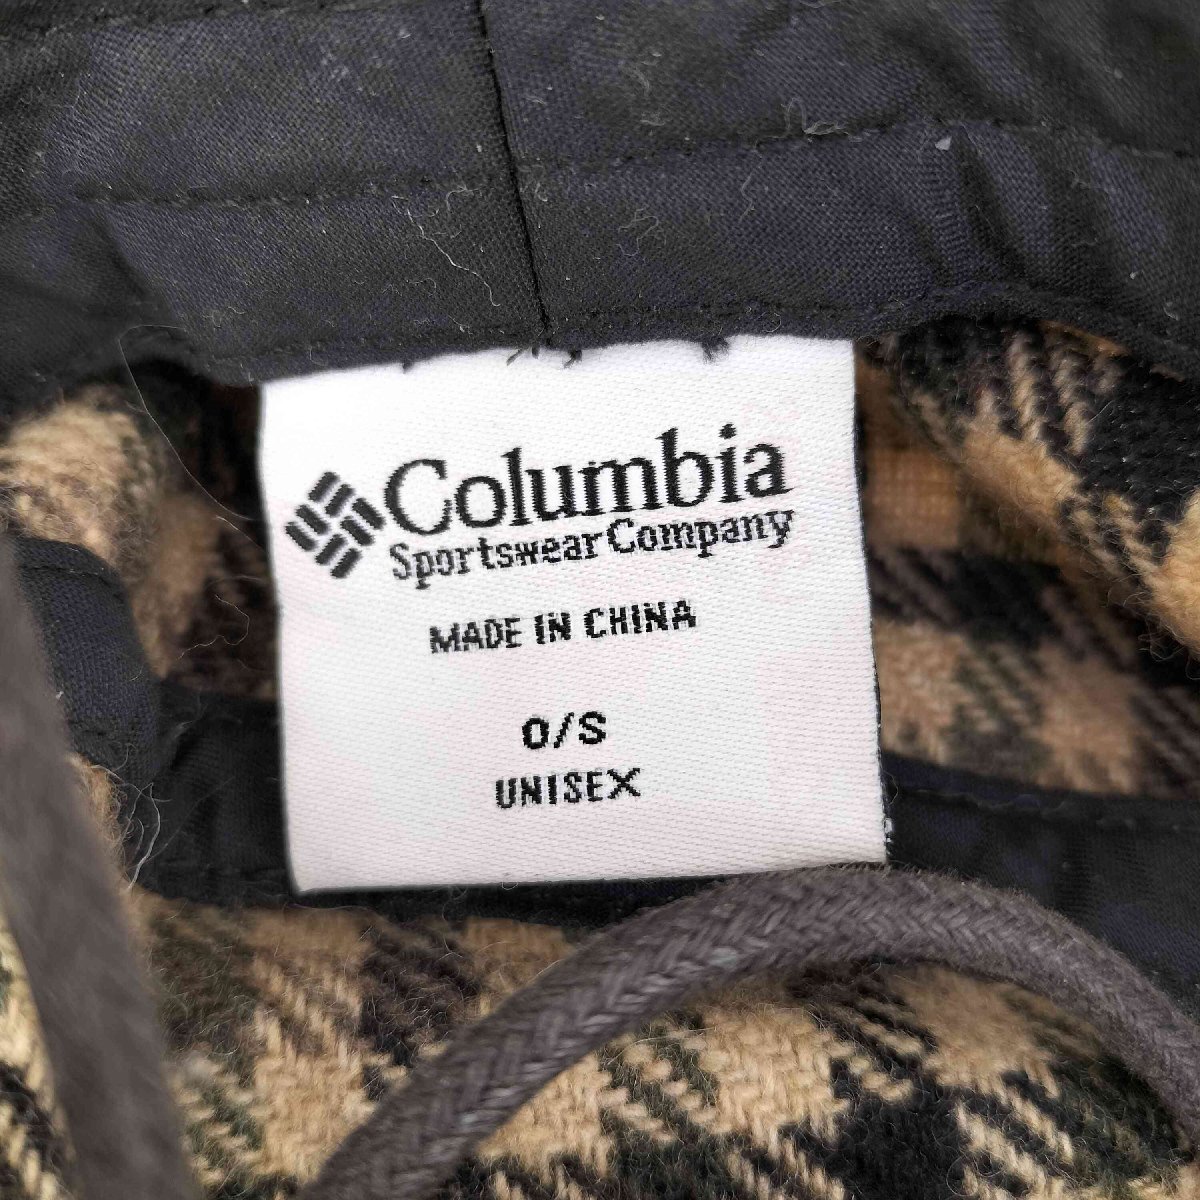 Columbia
Sportswear Company
MADE IN CHINA
O/S
UNISEX